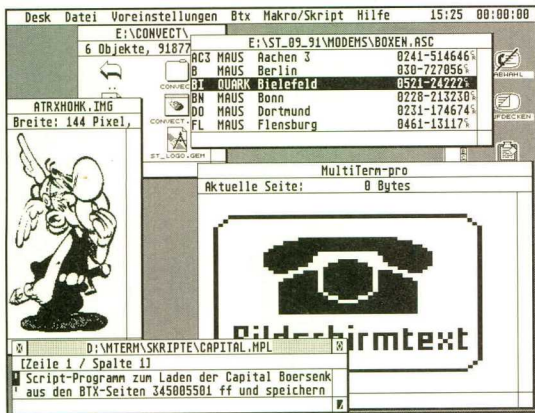 Desk Datei Voreinstellungen Btx Makro/Skript Hilfe 15:25 00:00:00
E:\CONVECT\
6 Objekte, 91877
CONVECT.
ST_LOGO.GEM
E:\ST_09_91\MODEMS\BOXEN.ASC
AC3 MAUS Aachen 3 0241-514646
B MAUS Berlin 030-727056
BI QUARK Bielefeld 0521-24222
BN MAUS Bonn 0228-213230
DO MAUS Dortmund 0231-174674
FL MAUS Flensburg 0461-13117
ATRXHOHK.IMG
Breite: 144 Pixel,
MultiTerm-pro
Aktuelle Seite: 0 Bytes
Bildschirmtext
D:\MTERM\SKRIPTE\CAPITAL.MPL
[Zeile 1 / Spalte 1]
Script-Programm zum Laden der Capital Boersenk
aus den BTX-Seiten 345005501 ff und speichern